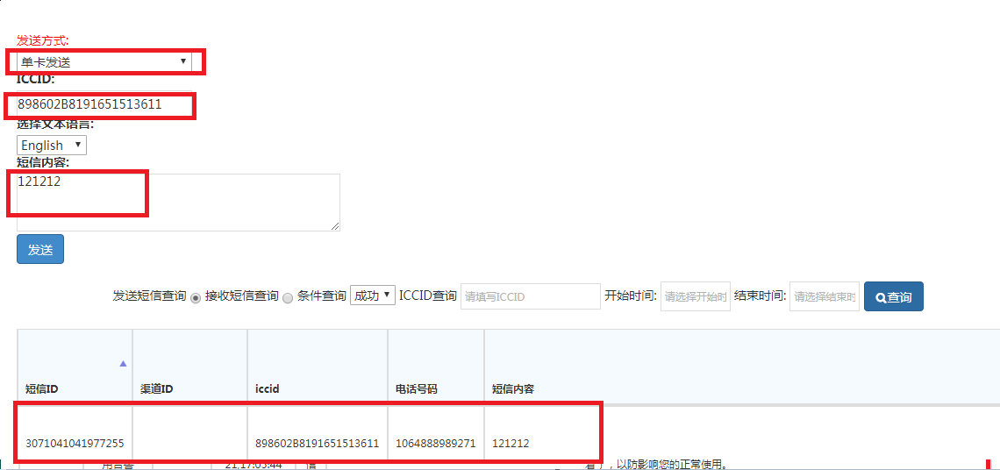 发送方式:
单卡发送
ICCID:
898602B8191651513611
选择文本语言:
English
短信内容:
121212
发送
发送短信查询 接收短信查询 条件查询 成功 ICCID查询 请填写ICCID 开始时间: 请选择开始时 结束时间: 请选择结束时 查询
短信ID 渠道ID iccid 电话号码 短信内容
3071041041977255 898602B8191651513611 1064888989271 121212
21,17:05:44 信 看），以防影响您的正常使用。